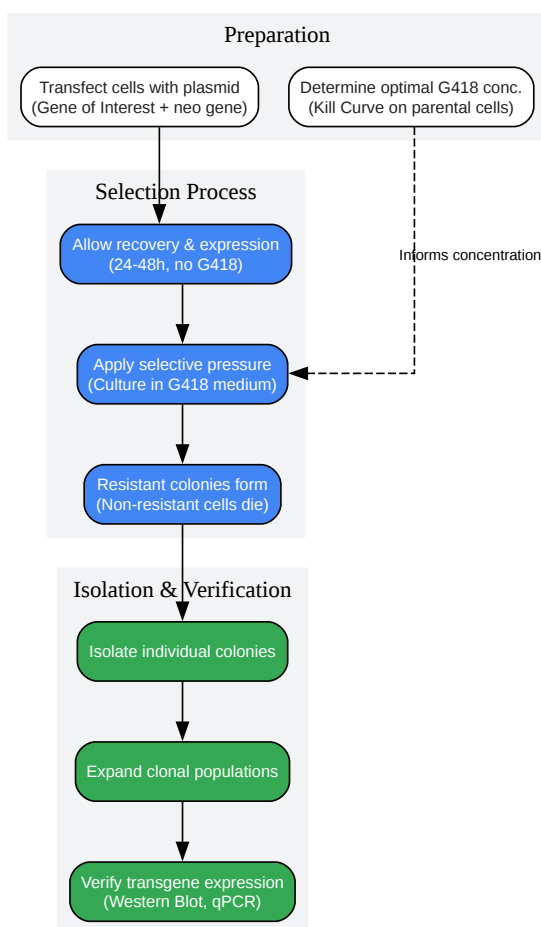 Preparation
Transfect cells with plasmid
(Gene of Interest + neo gene)
Determine optimal G418 conc.
(Kill Curve on parental cells)
Selection Process
Allow recovery & expression
(24-48h, no G418)
Informs concentration
Apply selective pressure
(Culture in G418 medium)
Resistant colonies form
(Non-resistant cells die)
Isolation & Verification
Isolate individual colonies
Expand clonal populations
Verify transgene expression
(Western Blot, qPCR)